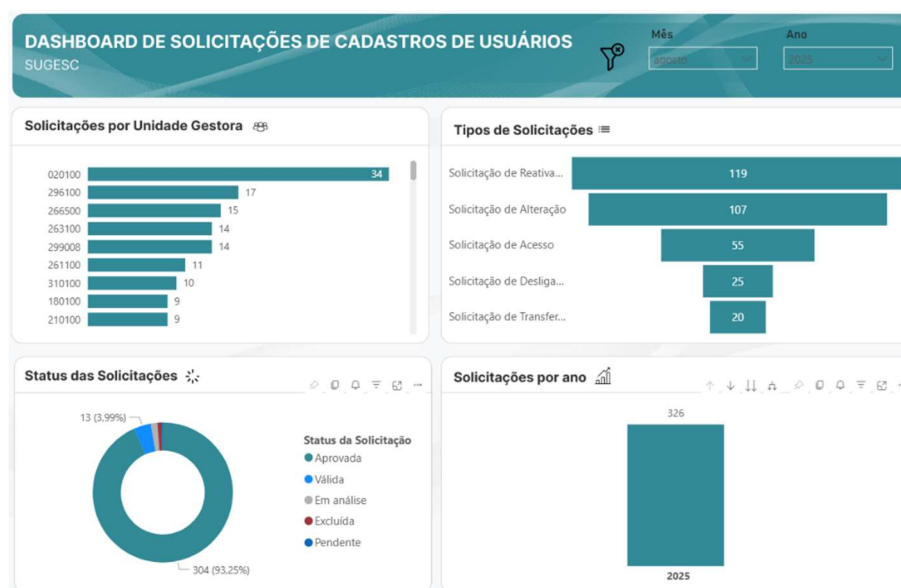 DASHBOARD DE SOLICITAÇÕES DE CADASTROS DE USUÁRIOS
SUGESC
Mês
agosto
Ano
2025
Solicitações por Unidade Gestora
020100 34
296100 17
266500 15
263100 14
299008 14
261100 11
310100 10
180100 9
210100 9
Tipos de Solicitações
Solicitação de Reativa... 119
Solicitação de Alteração 107
Solicitação de Acesso 55
Solicitação de Desliga... 25
Solicitação de Transfer... 20
Status das Solicitações
13 (3,99%)
304 (93,25%)
Status da Solicitação
Aprovada
Válida
Em análise
Excluída
Pendente
Solicitações por ano
326
2025